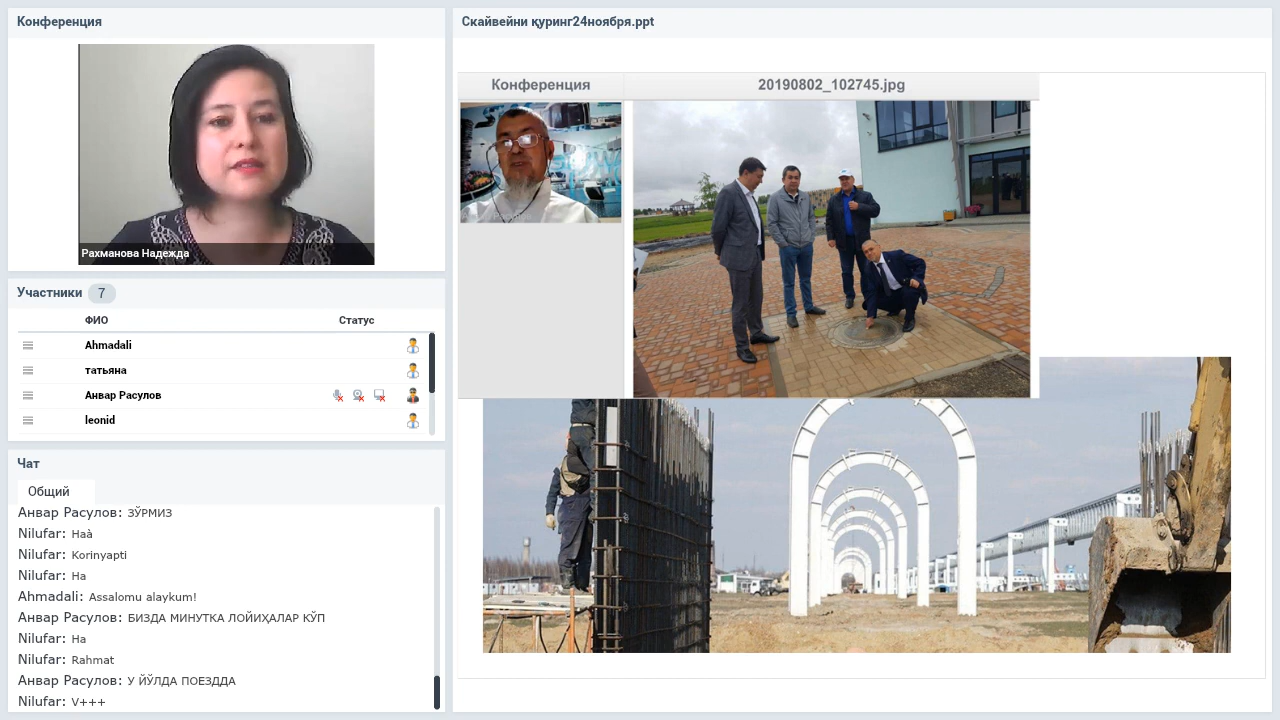 Конференция
Рахманова Надежда
Участники 7
ФИО Статус
Ahmadali
татьяна
Анвар Расулов
leonid
Чат
Общий
Анвар Расулов: ЗЎРМИЗ
Nilufar: Haà
Nilufar: Korinyapti
Nilufar: Ha
Ahmadali: Assalomu alaykum!
Анвар Расулов: БИЗДА МИНУТКА ЛОЙИҲАЛАР КЎП
Nilufar: Ha
Nilufar: Rahmat
Анвар Расулов: У ЙЎЛДА ПОЕЗДДА
Nilufar: V+++
Скайвейни қуринг24ноября.ppt
Конференция
20190802_102745.jpg